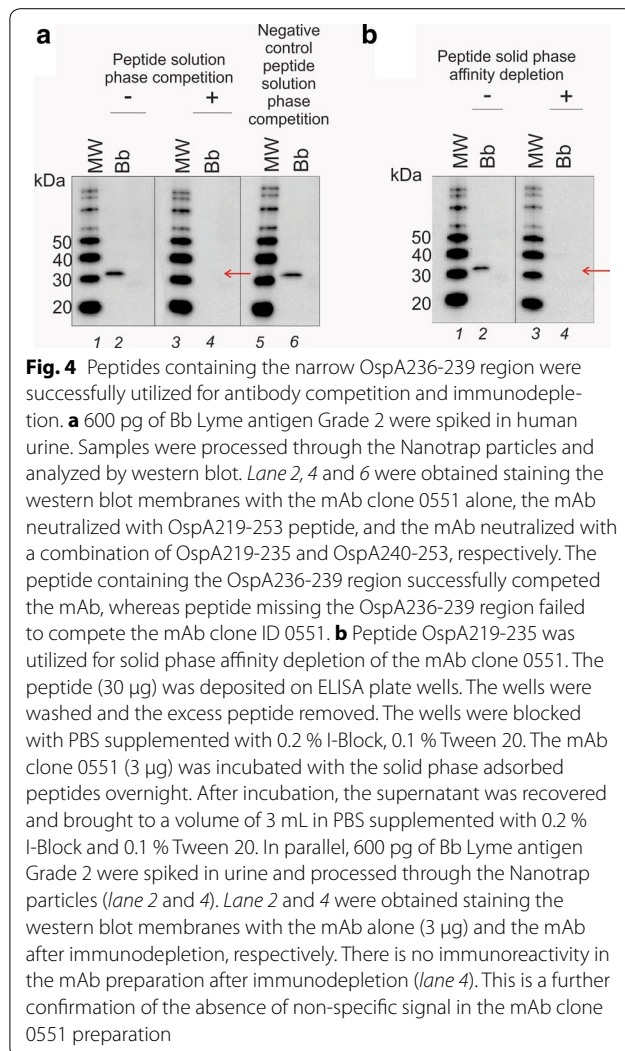 a
Peptide solution
phase competition
-
+
Negative
control
peptide
solution
phase
competition
MW
Bb
MW
Bb
MW
Bb
kDa
50
40
30
20
1 2 3 4 5 6
b
Peptide solid phase
affinity depletion
-
+
MW
Bb
MW
Bb
kDa
50
40
30
20
1 2 3 4
Fig. 4 Peptides containing the narrow OspA236-239 region were
successfully utilized for antibody competition and immunodeple-
tion. a 600 pg of Bb Lyme antigen Grade 2 were spiked in human
urine. Samples were processed through the Nanotrap particles and
analyzed by western blot. Lane 2, 4 and 6 were obtained staining the
western blot membranes with the mAb clone 0551 alone, the mAb
neutralized with OspA219-253 peptide, and the mAb neutralized with
a combination of OspA219-235 and OspA240-253, respectively. The
peptide containing the OspA236-239 region successfully competed
the mAb, whereas peptide missing the OspA236-239 region failed
to compete the mAb clone ID 0551. b Peptide OspA219-235 was
utilized for solid phase affinity depletion of the mAb clone 0551. The
peptide (30 μg) was deposited on ELISA plate wells. The wells were
washed and the excess peptide removed. The wells were blocked
with PBS supplemented with 0.2 % I-Block, 0.1 % Tween 20. The mAb
clone 0551 (3 μg) was incubated with the solid phase adsorbed
peptides overnight. After incubation, the supernatant was recovered
and brought to a volume of 3 mL in PBS supplemented with 0.2 %
I-Block and 0.1 % Tween 20. In parallel, 600 pg of Bb Lyme antigen
Grade 2 were spiked in urine and processed through the Nanotrap
particles (lane 2 and 4). Lane 2 and 4 were obtained staining the
western blot membranes with the mAb alone (3 μg) and the mAb
after immunodepletion, respectively. There is no immunoreactivity in
the mAb preparation after immunodepletion (lane 4). This is a further
confirmation of the absence of non-specific signal in the mAb clone
0551 preparation